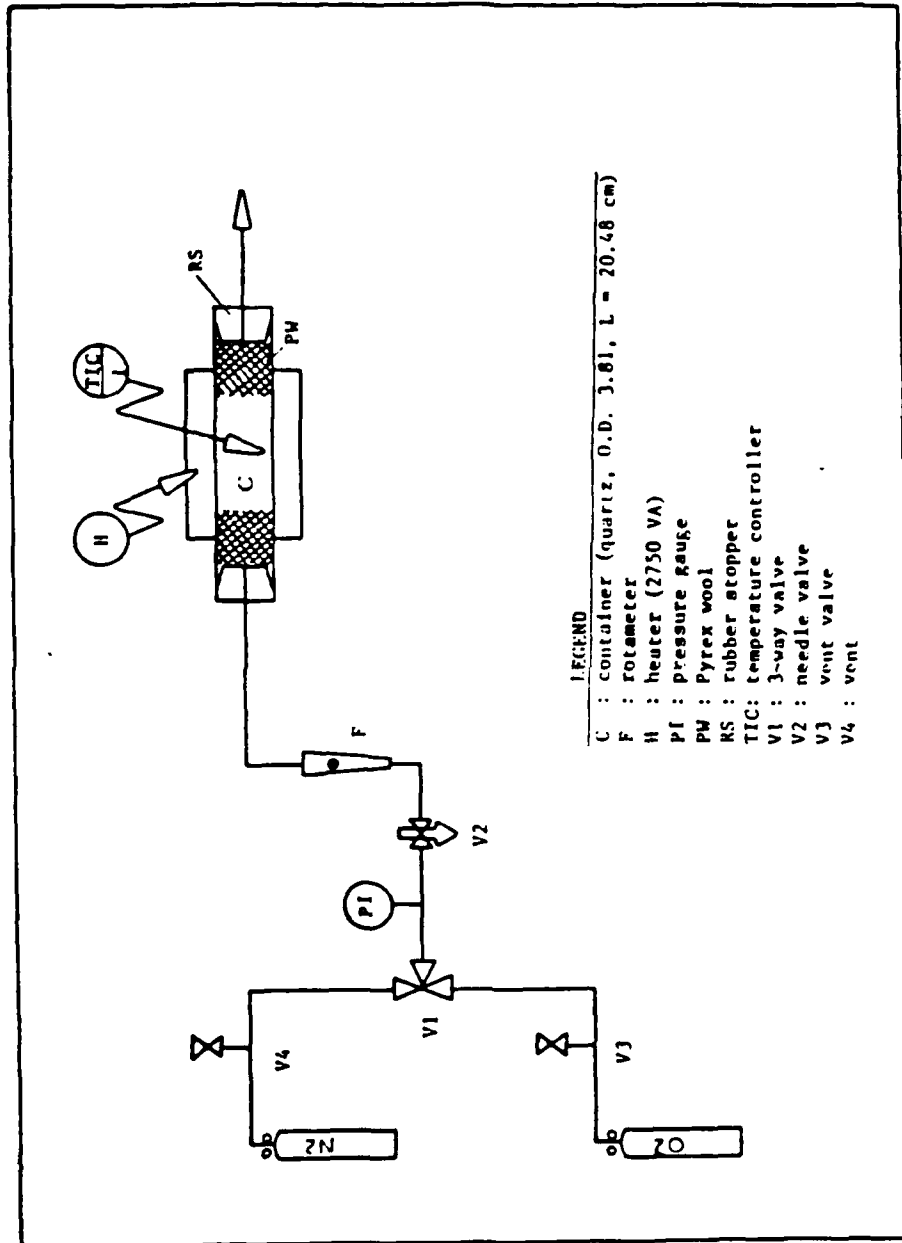 H
TIC
RS
PW
C
F
PI
V2
V1
V4
V3
N2
O2
LEGEND
C : container (quartz, O.D. 3.81, L = 20.48 cm)
F : rotameter
H : heater (2750 VA)
PI : pressure gauge
PW : Pyrex wool
RS : rubber stopper
TIC: temperature controller
V1 : 3-way valve
V2 : needle valve
V3 : vent valve
V4 : vent